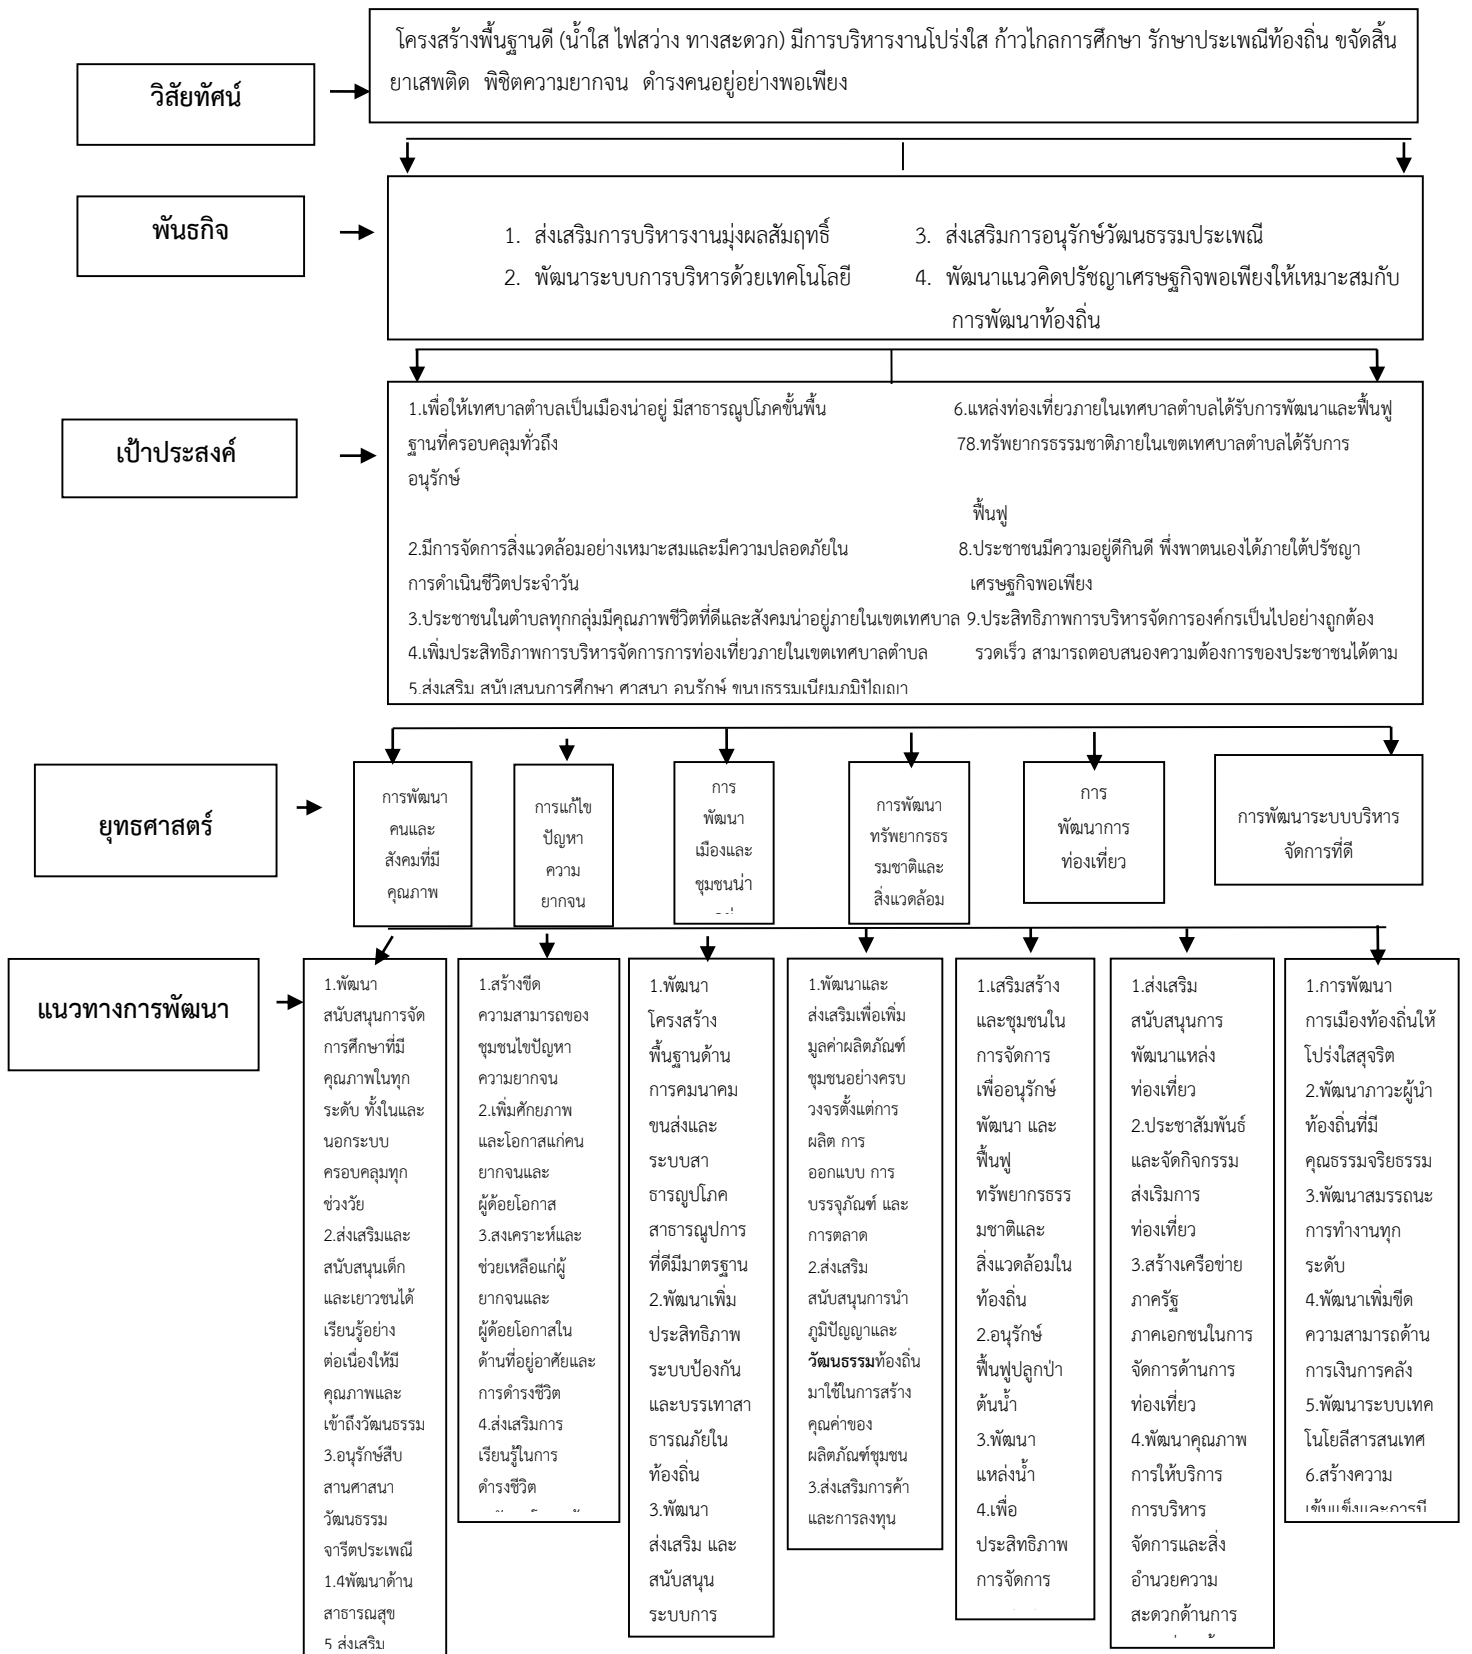 โครงสร้างพื้นฐานดี (น้ำใส ไฟสว่าง ทางสะดวก) มีการบริหารงานโปร่งใส ก้าวไกลการศึกษา รักษาประเพณีท้องถิ่น ขจัดสิ้น
ยาเสพติด พิชิตความยากจน ดำรงคนอยู่อย่างพอเพียง
วิสัยทัศน์
พันธกิจ
1. ส่งเสริมการบริหารงานมุ่งผลสัมฤทธิ์
2. พัฒนาระบบการบริหารด้วยเทคโนโลยี
3. ส่งเสริมการอนุรักษ์วัฒนธรรมประเพณี
4. พัฒนาแนวคิดปรัชญาเศรษฐกิจพอเพียงให้เหมาะสมกับ
การพัฒนาท้องถิ่น
เป้าประสงค์
1.เพื่อให้เทศบาลตำบลเป็นเมืองน่าอยู่ มีสาธารณูปโภคขั้นพื้น
ฐานที่ครอบคลุมทั่วถึง
อนุรักษ์
2.มีการจัดการสิ่งแวดล้อมอย่างเหมาะสมและมีความปลอดภัยใน
การดำเนินชีวิตประจำวัน
3.ประชาชนในตำบลทุกกลุ่มมีคุณภาพชีวิตที่ดีและสังคมน่าอยู่ภายในเขตเทศบาล
4.เพิ่มประสิทธิภาพการบริหารจัดการการท่องเที่ยวภายในเขตเทศบาลตำบล
5.ส่งเสริม สนับสนุนการศึกษา ศาสนา อนุรักษ์ ขนบธรรมเนียมภูมิปัญญา
6.แหล่งท่องเที่ยวภายในเทศบาลตำบลได้รับการพัฒนาและฟื้นฟู
78.ทรัพยากรธรรมชาติภายในเขตเทศบาลตำบลได้รับการ
ฟื้นฟู
8.ประชาชนมีความอยู่ดีกินดี พึ่งพาตนเองได้ภายใต้ปรัชญา
เศรษฐกิจพอเพียง
9.ประสิทธิภาพการบริหารจัดการองค์กรเป็นไปอย่างถูกต้อง
รวดเร็ว สามารถตอบสนองความต้องการของประชาชนได้ตาม
ยุทธศาสตร์
การพัฒนา
คนและ
สังคมที่มี
คุณภาพ
การแก้ไข
ปัญหา
ความ
ยากจน
การ
พัฒนา
เมืองและ
ชุมชนน่า
การพัฒนา
ทรัพยากรธร
รมชาติและ
สิ่งแวดล้อม
การ
พัฒนาการ
ท่องเที่ยว
การพัฒนาระบบบริหาร
จัดการที่ดี
แนวทางการพัฒนา
1.พัฒนา
สนับสนุนการจัด
การศึกษาที่มี
คุณภาพในทุก
ระดับ ทั้งในและ
นอกระบบ
ครอบคลุมทุก
ช่วงวัย
2.ส่งเสริมและ
สนับสนุนเด็ก
และเยาวชนได้
เรียนรู้อย่าง
ต่อเนื่องให้มี
คุณภาพและ
เข้าถึงวัฒนธรรม
3.อนุรักษ์สืบ
สานศาสนา
วัฒนธรรม
จารีตประเพณี
1.4พัฒนาด้าน
สาธารณสุข
5.ส่งเสริม
1.สร้างขีด
ความสามารถของ
ชุมชนไขปัญหา
ความยากจน
2.เพิ่มศักยภาพ
และโอกาสแก่คน
ยากจนและ
ผู้ด้อยโอกาส
3.สงเคราะห์และ
ช่วยเหลือแก่ผู้
ยากจนและ
ผู้ด้อยโอกาสใน
ด้านที่อยู่อาศัยและ
การดำรงชีวิต
4.ส่งเสริมการ
เรียนรู้ในการ
ดำรงชีวิต
1.พัฒนา
โครงสร้าง
พื้นฐานด้าน
การคมนาคม
ขนส่งและ
ระบบสา
ธารญูปโภค
สาธารณูปการ
ที่ดีมีมาตรฐาน
2.พัฒนาเพิ่ม
ประสิทธิภาพ
ระบบป้องกัน
และบรรเทาสา
ธารณภัยใน
ท้องถิ่น
3.พัฒนา
ส่งเสริม และ
สนับสนุน
ระบบการ
1.พัฒนาและ
ส่งเสริมเพื่อเพิ่ม
มูลค่าผลิตภัณฑ์
ชุมชนอย่างครบ
วงจรตั้งแต่การ
ผลิต การ
ออกแบบ การ
บรรจุภัณฑ์ และ
การตลาด
2.ส่งเสริม
สนับสนุนการนำ
ภูมิปัญญาและ
วัฒนธรรมท้องถิ่น
มาใช้ในการสร้าง
คุณค่าของ
ผลิตภัณฑ์ชุมชน
3.ส่งเสริมการค้า
และการลงทุน
1.เสริมสร้าง
และชุมชนใน
การจัดการ
เพื่ออนุรักษ์
พัฒนา และ
ฟื้นฟู
ทรัพยากรธรร
มชาติและ
สิ่งแวดล้อมใน
ท้องถิ่น
2.อนุรักษ์
ฟื้นฟูปลูกป่า
ต้นน้ำ
3.พัฒนา
แหล่งน้ำ
4.เพื่อ
ประสิทธิภาพ
การจัดการ
1.ส่งเสริม
สนับสนุนการ
พัฒนาแหล่ง
ท่องเที่ยว
2.ประชาสัมพันธ์
และจัดกิจกรรม
ส่งเริมการ
ท่องเที่ยว
3.สร้างเครือข่าย
ภาครัฐ
ภาคเอกชนในการ
จัดการด้านการ
ท่องเที่ยว
4.พัฒนาคุณภาพ
การให้บริการ
การบริหาร
จัดการและสิ่ง
อำนวยความ
สะดวกด้านการ
1.การพัฒนา
การเมืองท้องถิ่นให้
โปร่งใสสุจริต
2.พัฒนาภาวะผู้นำ
ท้องถิ่นที่มี
คุณธรรมจริยธรรม
3.พัฒนาสมรรถนะ
การทำงานทุก
ระดับ
4.พัฒนาเพิ่มขีด
ความสามารถด้าน
การเงินการคลัง
5.พัฒนาระบบเทค
โนโยลีสารสนเทศ
6.สร้างความ
เข้มแข็งและการมี